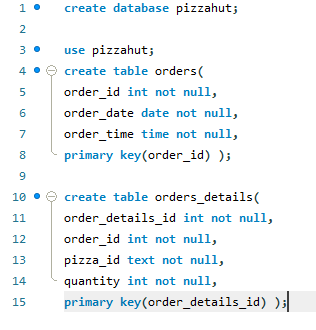 1 create database pizzahut;
2
3 use pizzahut;
4 create table orders(
5 order_id int not null,
6 order_date date not null,
7 order_time time not null,
8 primary key(order_id) );
9
10 create table orders_details(
11 order_details_id int not null,
12 order_id int not null,
13 pizza_id text not null,
14 quantity int not null,
15 primary key(order_details_id) );